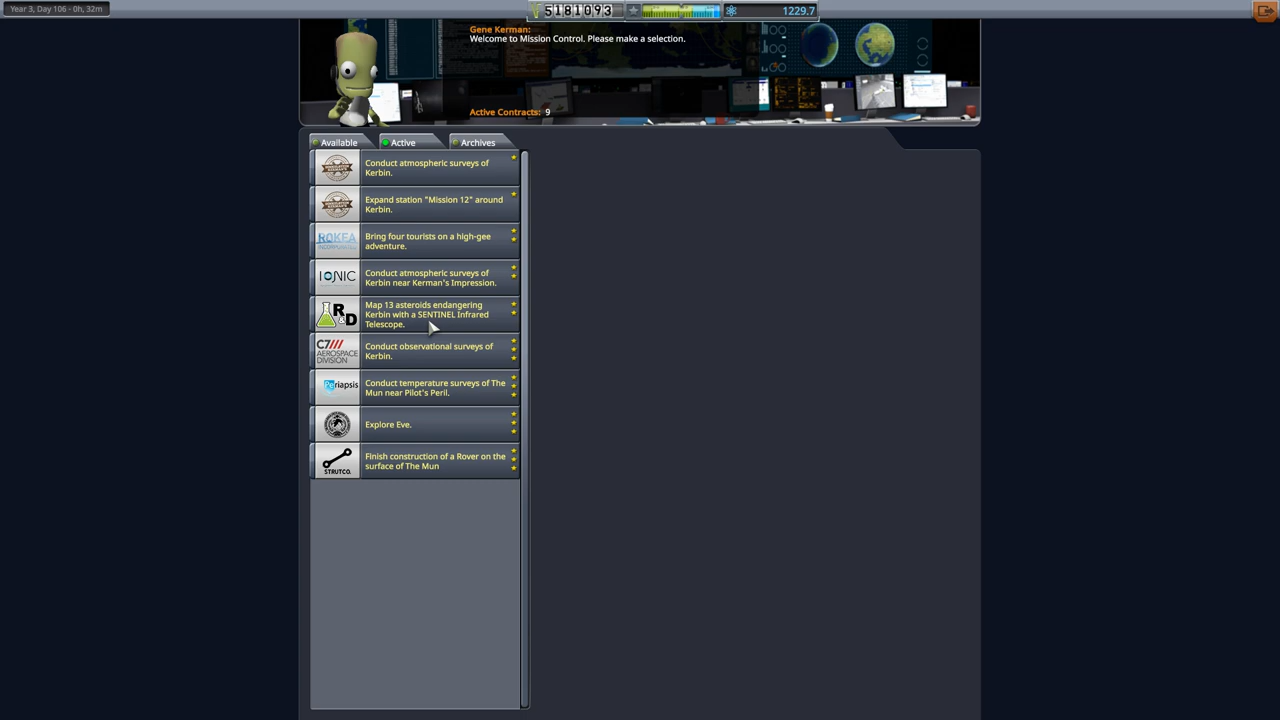 Year 3, Day 106 - 0h, 32m
5181093
1229.7
Gene Kerman:
Welcome to Mission Control. Please make a selection.
Active Contracts: 9
Available
Active
Archives
Conduct atmospheric surveys of
Kerbin.
Expand station "Mission 12" around
Kerbin.
ROKEA
INCORPORATED
Bring four tourists on a high-gee
adventure.
IONIC
Conduct atmospheric surveys of
Kerbin near Kerman's Impression.
R&D
Map 13 asteroids endangering
Kerbin with a SENTINEL Infrared
Telescope.
C7///
AEROSPACE
DIVISION
Conduct observational surveys of
Kerbin.
Periapsis
Conduct temperature surveys of The
Mun near Pilot's Peril.
Explore Eve.
STRUTCO.
Finish construction of a Rover on the
surface of The Mun